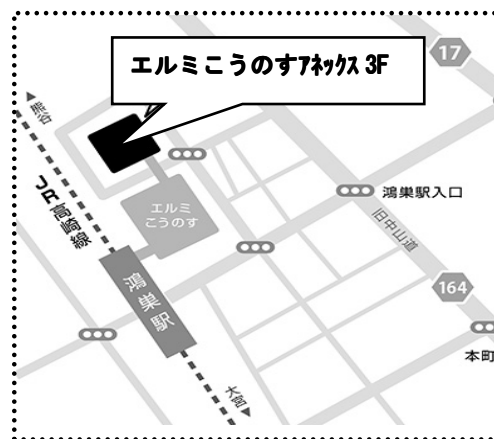 エルミこうのすｱﾈｯｸｽ 3F
17
熊谷
JR高崎線
エルミ
こうのす
鴻巣駅入口
旧中山道
鴻巣駅
164
本町
大宮